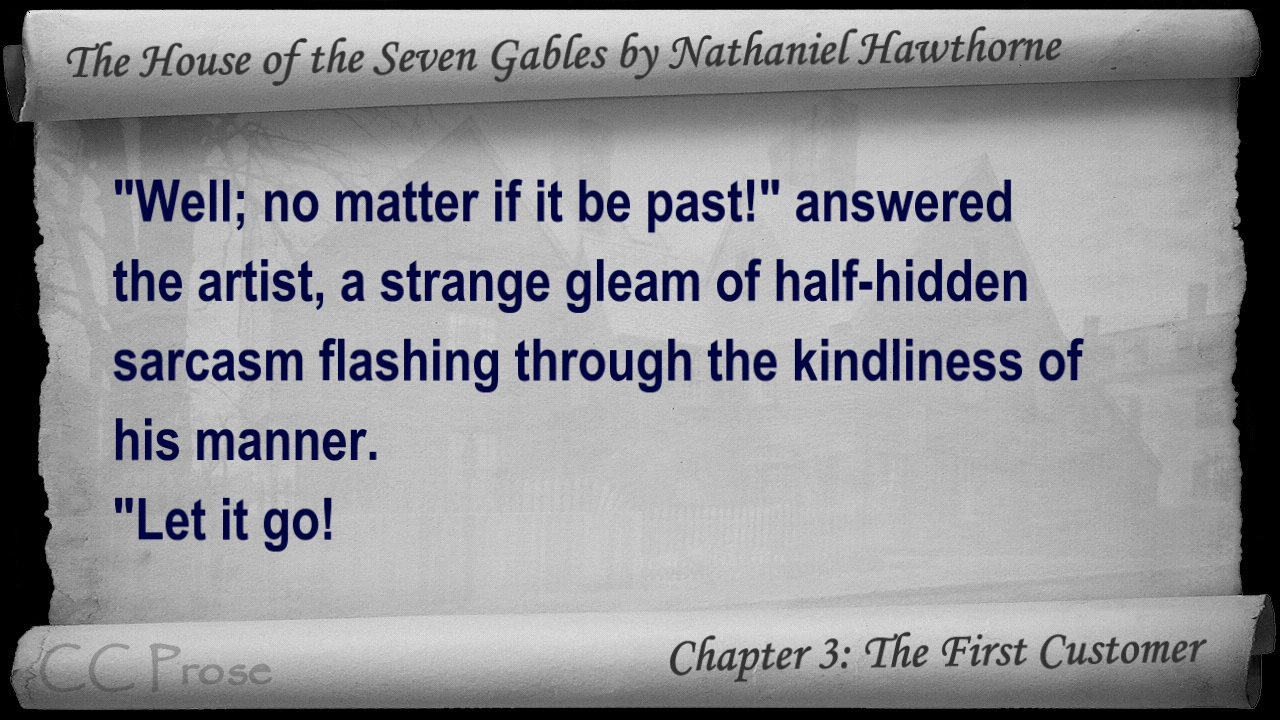 The House of the Seven Gables by Nathaniel Hawthorne
"Well; no matter if it be past!" answered
the artist, a strange gleam of half-hidden
sarcasm flashing through the kindliness of
his manner.
"Let it go!
CC Prose
Chapter 3: The First Customer